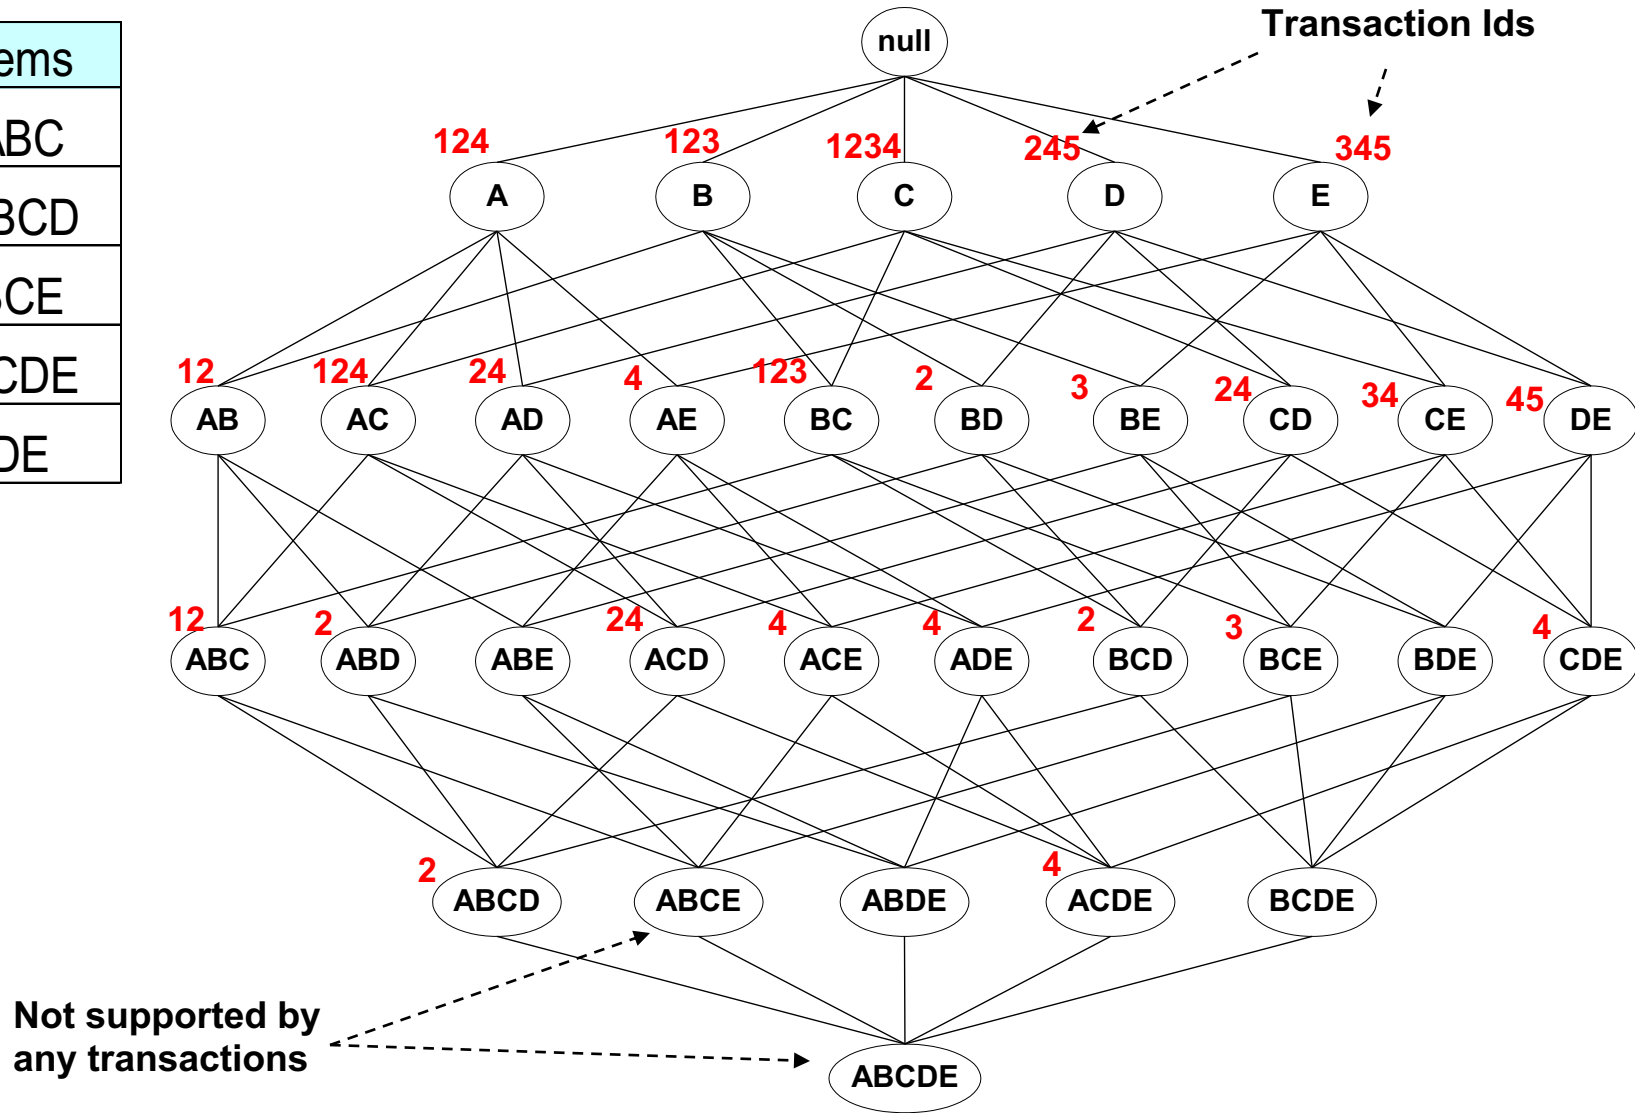 Transaction Ids
null
ems
ABC
BCD
BCE
CDE
DE
124 123 1234 245 345
A B C D E
12 124 24 4 123 2 3 24 34 45
AB AC AD AE BC BD BE CD CE DE
12 2 24 4 4 2 3 4
ABC ABD ABE ACD ACE ADE BCD BCE BDE CDE
2 4
ABCD ABCE ABDE ACDE BCDE
Not supported by
any transactions
ABCDE